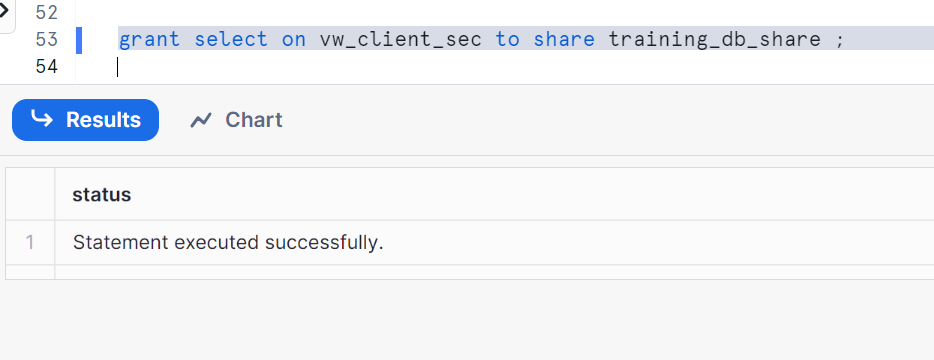 52
53 grant select on vw_client_sec to share training_db_share ;
54
Results Chart
status
1 Statement executed successfully.